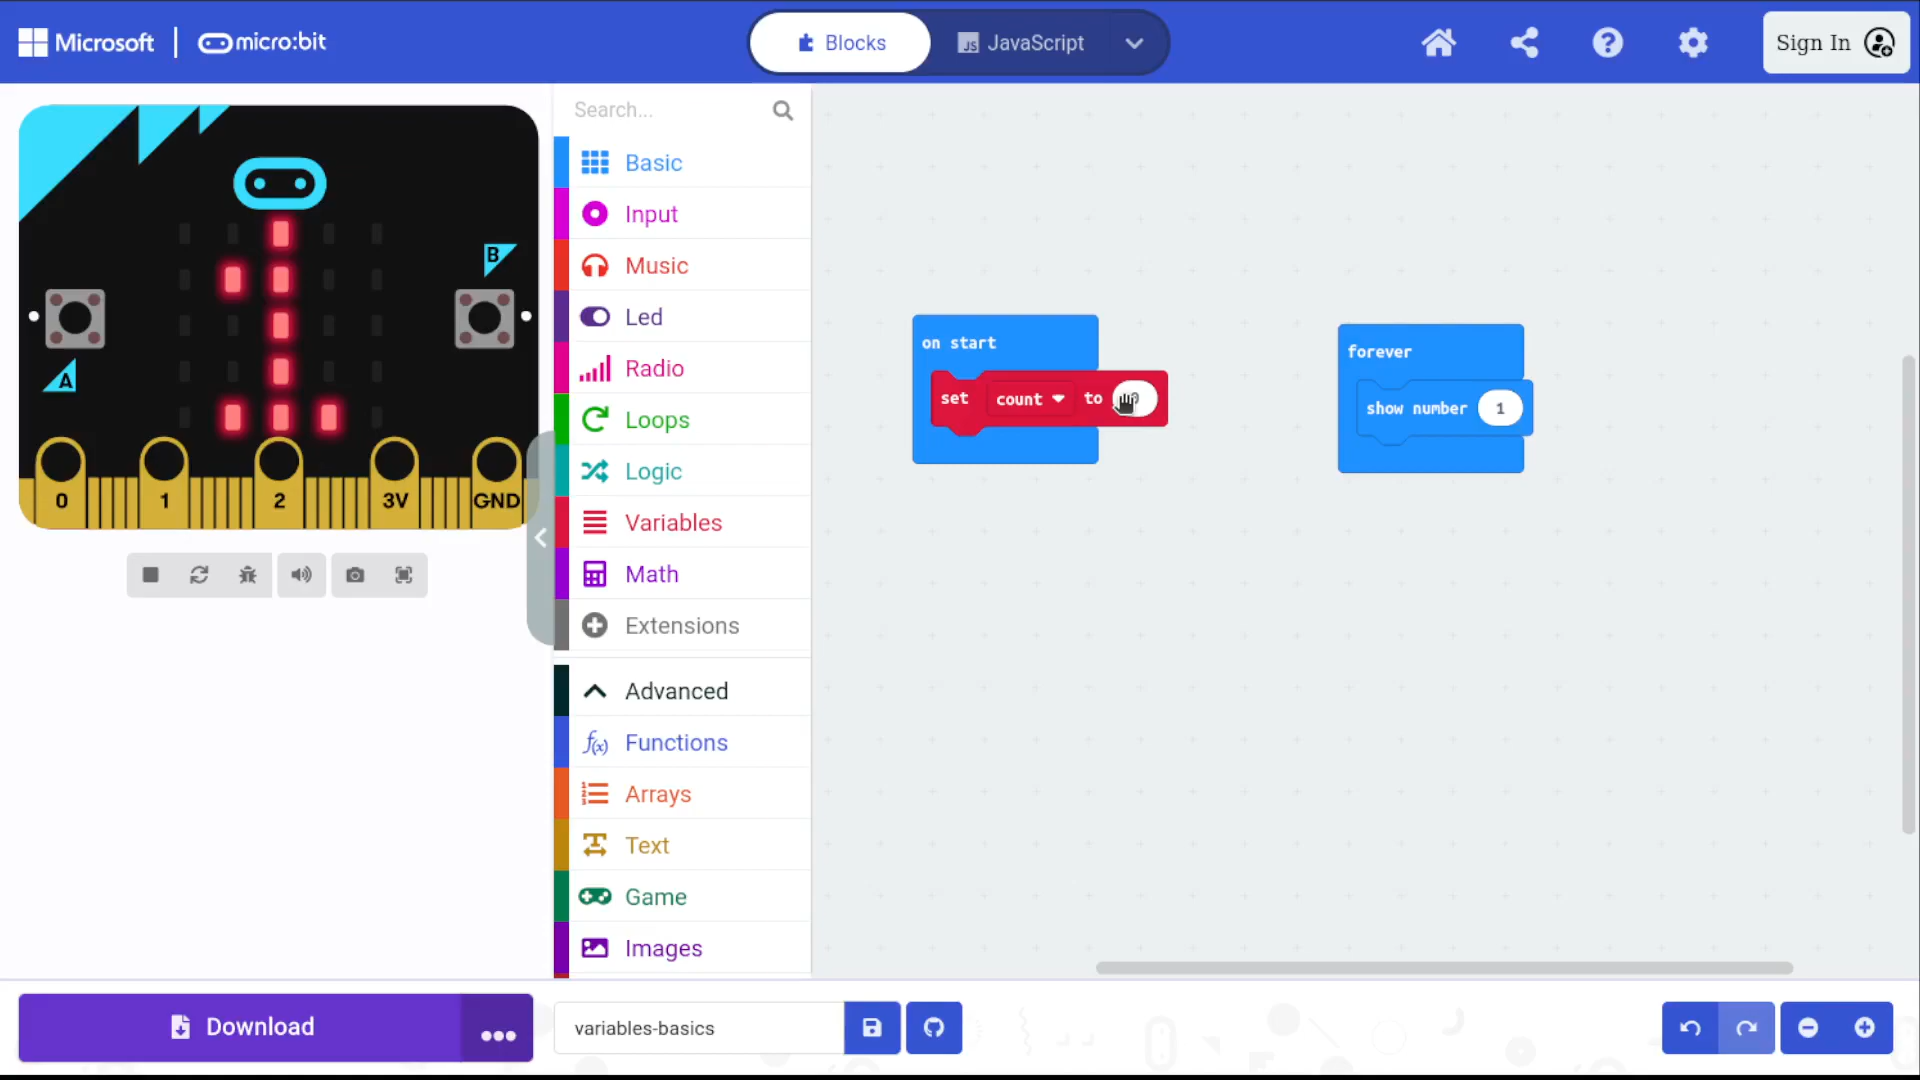 Microsoft
micro:bit
Blocks
JavaScript
Sign In
Search...
B
A
0 1 2 3V GND
Basic
Input
Music
Led
Radio
Loops
Logic
Variables
Math
Extensions
Advanced
Functions
Arrays
Text
Game
Images
on start
set count to
forever
show number 1
Download
variables-basics